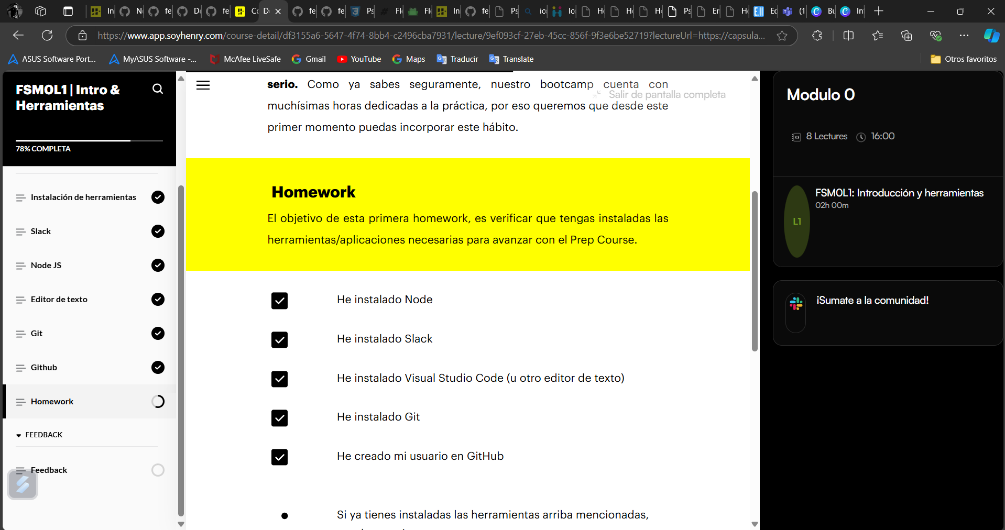 https://www.app.soyhenry.com/course-detail/df3155a6-5647-4f74-8bb4-c2496cba7931/lecture/9ef093cf-27eb-45cc-856f-9f3e6be52719?lectureUrl=https://capsula...
ASUS Software Port...
MyASUS Software -...
McAfee LiveSafe
Gmail
YouTube
Maps
Traducir
Translate
Otros favoritos
FSM0L1 | Intro &
Herramientas
78% COMPLETA
Instalación de herramientas
Slack
Node JS
Editor de texto
Git
Github
Homework
FEEDBACK
Feedback
serio. Como ya sabes seguramente, nuestro bootcamp cuenta con
Salir de pantalla completa
muchísimas horas dedicadas a la práctica, por eso queremos que desde este
primer momento puedas incorporar este hábito.
Homework
El objetivo de esta primera homework, es verificar que tengas instaladas las
herramientas/aplicaciones necesarias para avanzar con el Prep Course.
He instalado Node
He instalado Slack
He instalado Visual Studio Code (u otro editor de texto)
He instalado Git
He creado mi usuario en GitHub
Si ya tienes instaladas las herramientas arriba mencionadas,
Modulo 0
8 Lectures
16:00
L1
FSM0L1: Introducción y herramientas
02h 00m
¡Sumate a la comunidad!